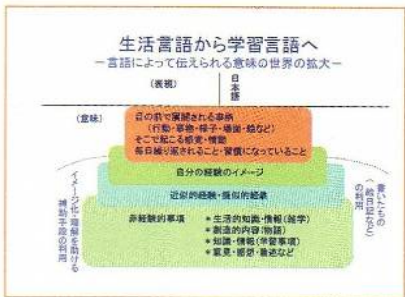 生活言語から学習言語へ
－言語によって伝えられる意味の世界の拡大－
(表現)
日本語
(意味)
目の前で展開される事柄
(行動・事物・様子・場面・絵など)
そこで起こる感覚・情動
毎日繰り返されること・習慣になっていること
自分の経験のイメージ
近似的経験・擬似的経験
非経験的事項
*生活的知識・情報(雑学)
*創造的内容(物語)
*知識・情報(学習事項)
*意見・感想・論述など
イメージ化・理解を助ける
補助手段の利用
書いたもの
(絵日記など)
の利用